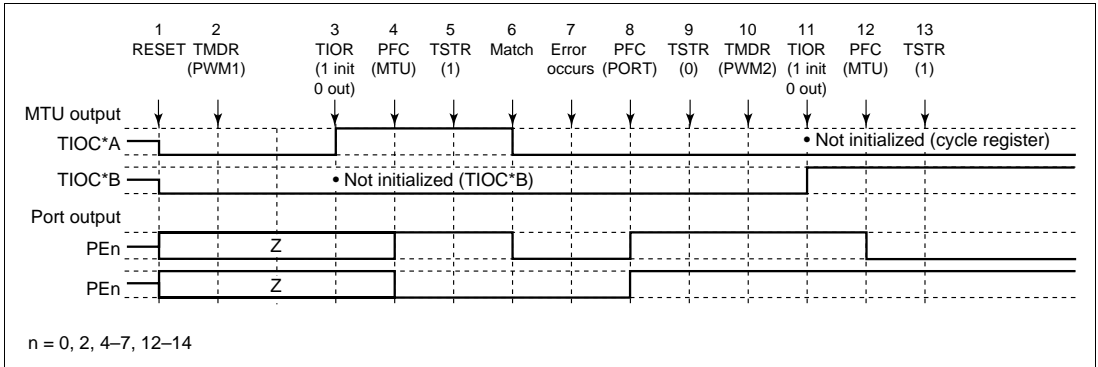 1 2 3 4 5 6 7 8 9 10 11 12 13
RESET TMDR TIOR PFC TSTR Match Error PFC TSTR TMDR TIOR PFC TSTR
(PWM1) (1 init (MTU) (1) occurs (PORT) (0) (PWM2) (1 init (MTU) (1)
0 out) 0 out)
MTU output
TIOC*A • Not initialized (cycle register)
TIOC*B • Not initialized (TIOC*B)
Port output
PEn Z
PEn Z
n = 0, 2, 4–7, 12–14